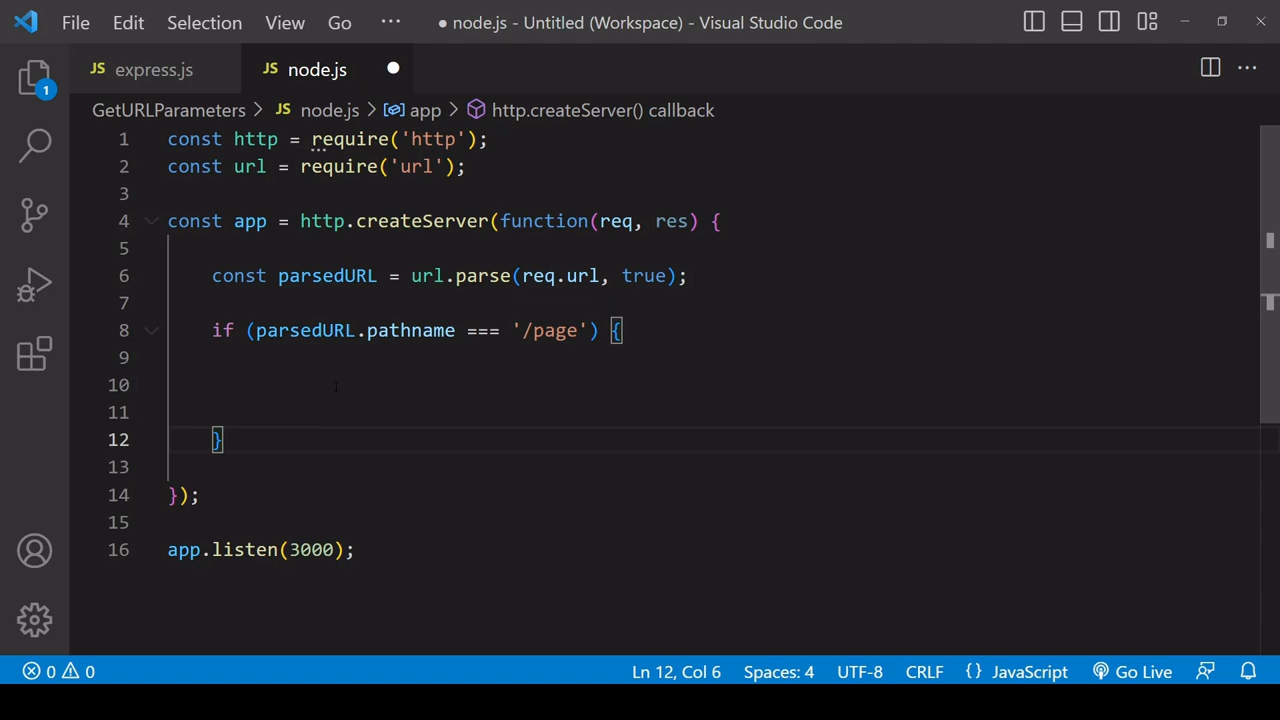 File Edit Selection View Go ··· ● node.js - Untitled (Workspace) - Visual Studio Code
JS express.js JS node.js ●
GetURLParameters > JS node.js > app > http.createServer() callback
1 const http = require('http');
2 const url = require('url');
3
4 const app = http.createServer(function(req, res) {
5
6 const parsedURL = url.parse(req.url, true);
7
8 if (parsedURL.pathname === '/page') {
9
10
11
12 }
13
14 });
15
16 app.listen(3000);
1
0 0 Ln 12, Col 6 Spaces: 4 UTF-8 CRLF {} JavaScript Go Live